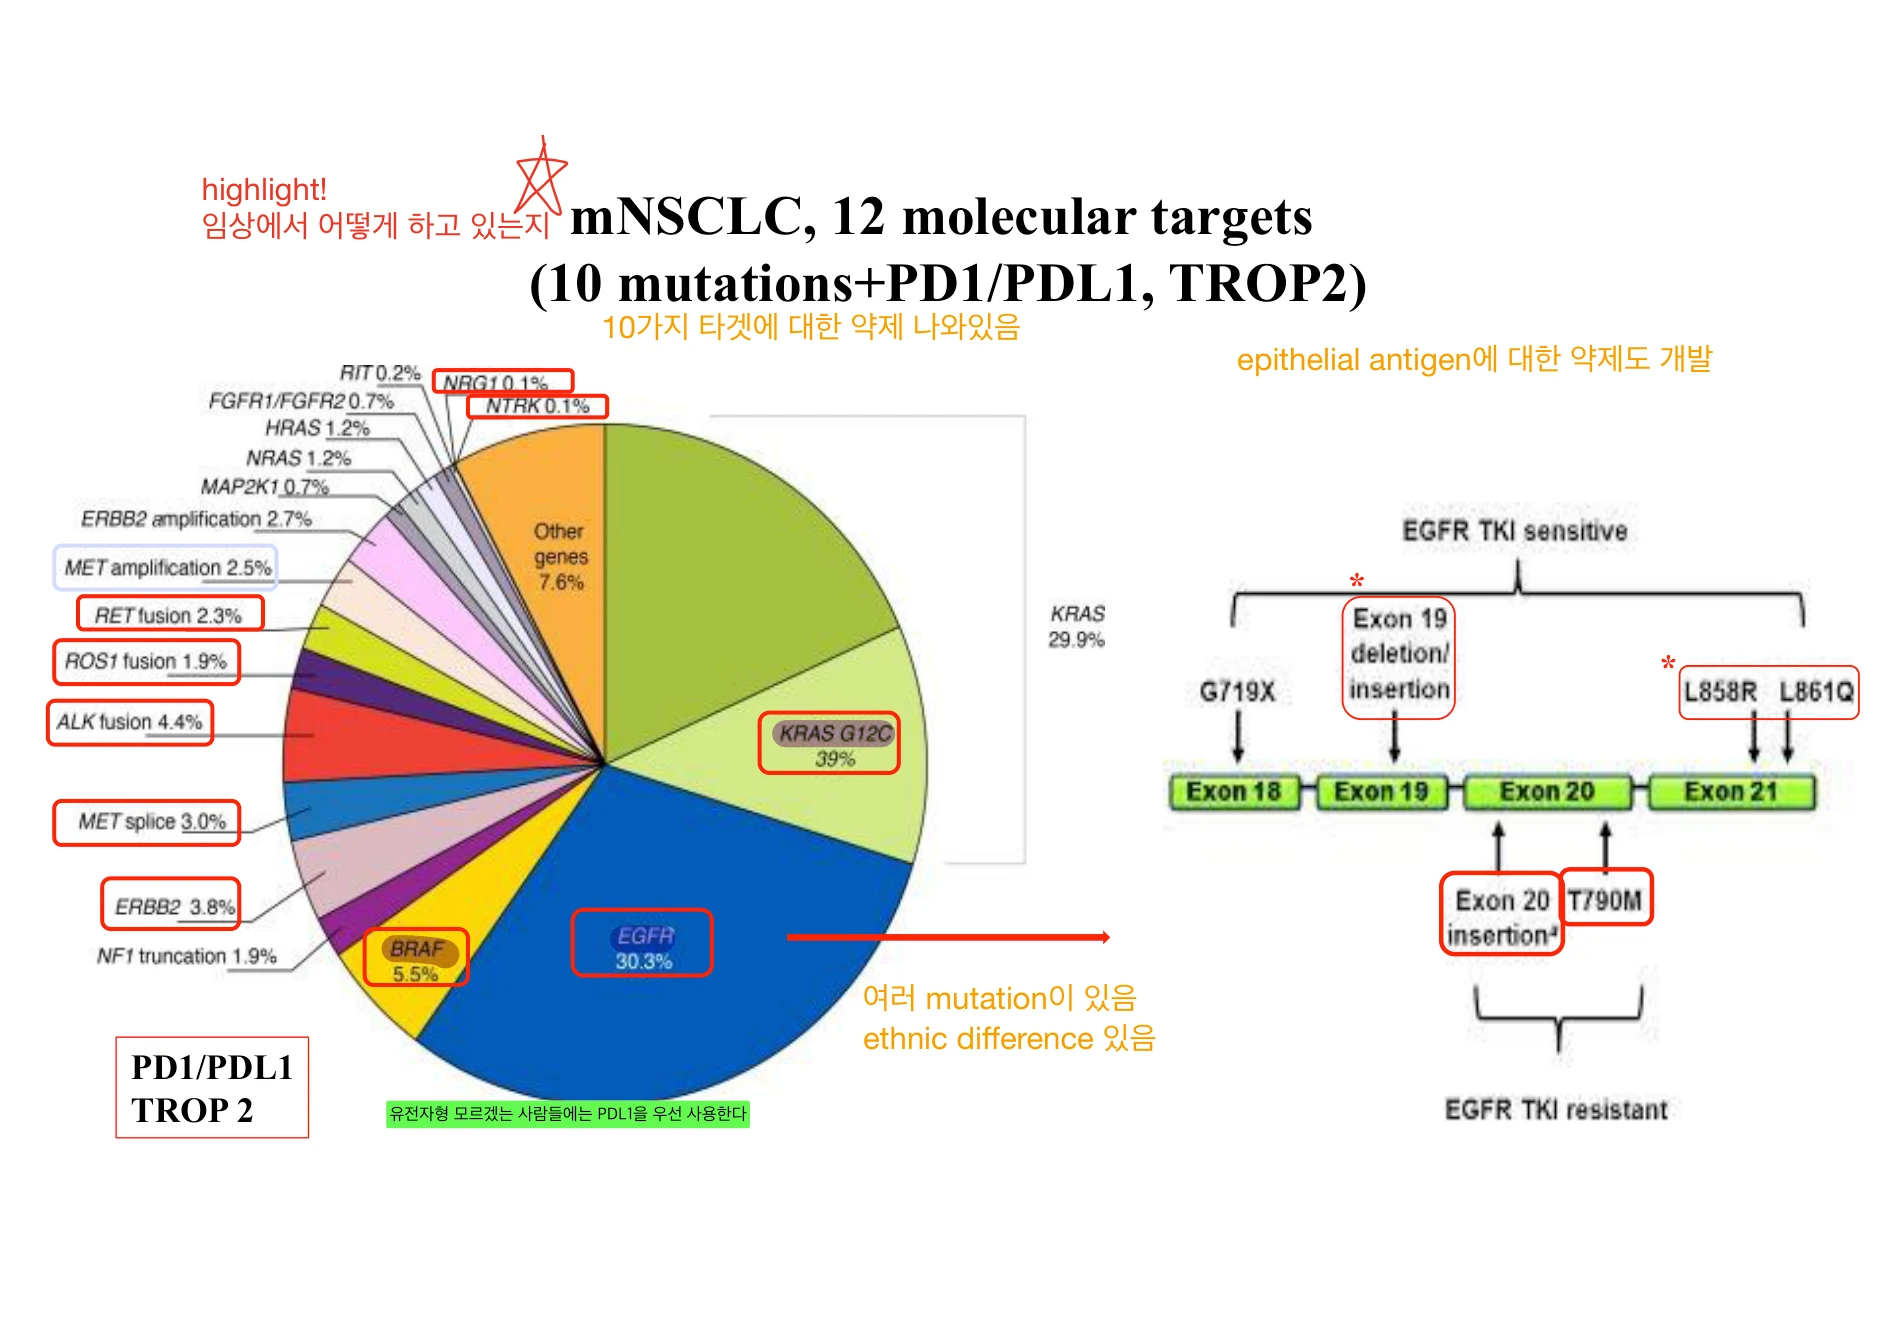 highlight!
임상에서 어떻게 하고 있는지
mNSCLC, 12 molecular targets
(10 mutations+PD1/PDL1, TROP2)
10가지 타겟에 대한 약제 나와있음
epithelial antigen에 대한 약제도 개발
RIT 0.2%
NRG1 0.1%
NTRK 0.1%
FGFR1/FGFR2 0.7%
HRAS 1.2%
NRAS 1.2%
MAP2K1 0.7%
ERBB2 amplification 2.7%
MET amplification 2.5%
RET fusion 2.3%
ROS1 fusion 1.9%
ALK fusion 4.4%
MET splice 3.0%
ERBB2 3.8%
NF1 truncation 1.9%
Other
genes
7.6%
KRAS
29.9%
KRAS G12C
39%
BRAF
5.5%
EGFR
30.3%
여러 mutation이 있음
ethnic difference 있음
PD1/PDL1
TROP 2
유전자형 모르겠는 사람들에는 PDL1을 우선 사용한다
EGFR TKI sensitive
*
Exon 19
deletion/
insertion
*
G719X
L858R L861Q
Exon 18
Exon 19
Exon 20
Exon 21
Exon 20
insertionª
T790M
EGFR TKI resistant